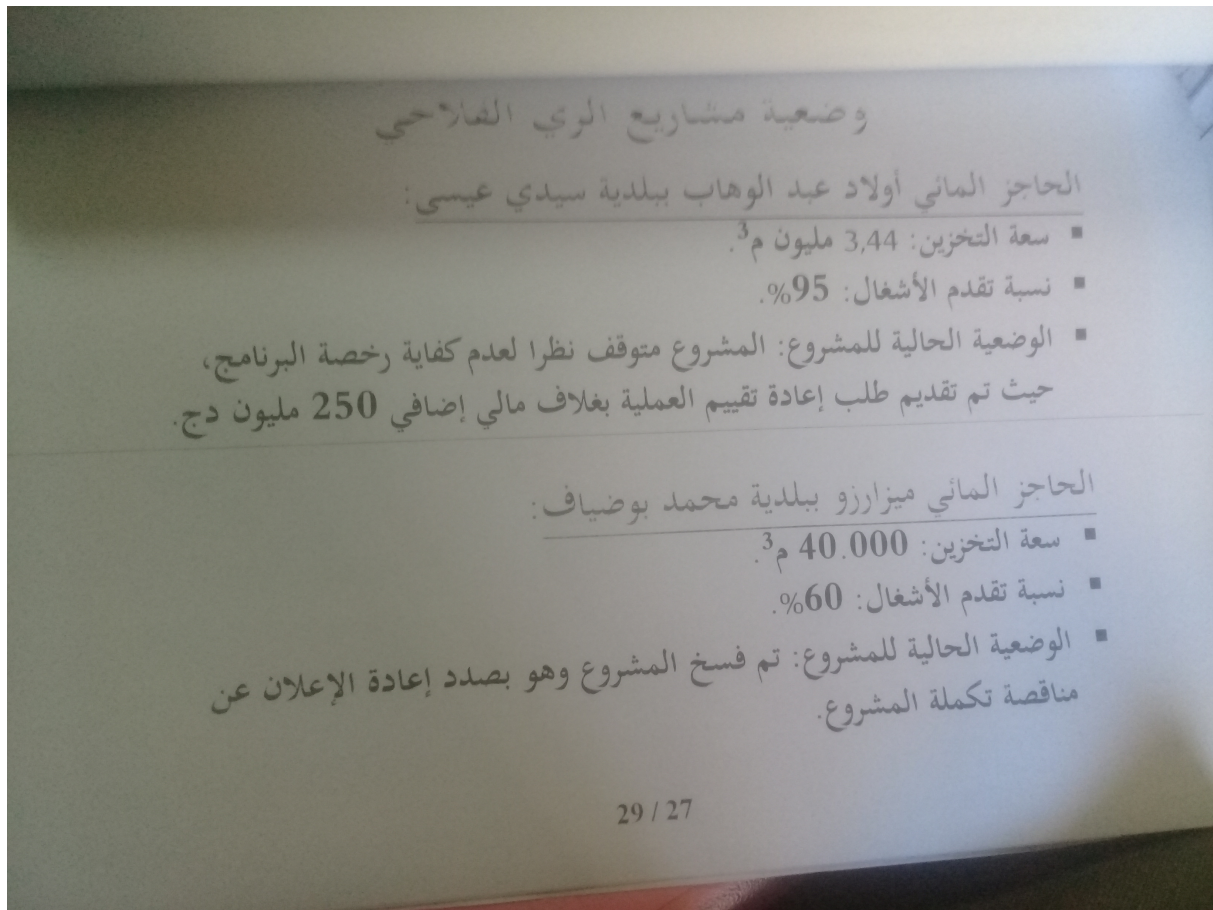 وضعية مشاريع الري الفلاحي
الحاجز المائي أولاد عبد الوهاب ببلدية سيدي عيسى:
▪ سعة التخزين: 3,44 مليون م³.
▪ نسبة تقدم الأشغال: 95%.
▪ الوضعية الحالية للمشروع: المشروع متوقف نظرا لعدم كفاية رخصة البرنامج،
حيث تم تقديم طلب إعادة تقييم العملية بغلاف مالي إضافي 250 مليون دج.
الحاجز المائي ميزارزو ببلدية محمد بوضياف:
▪ سعة التخزين: 40.000 م³.
▪ نسبة تقدم الأشغال: 60%.
▪ الوضعية الحالية للمشروع: تم فسخ المشروع وهو بصدد إعادة الإعلان عن
مناقصة تكملة المشروع.
29 / 27